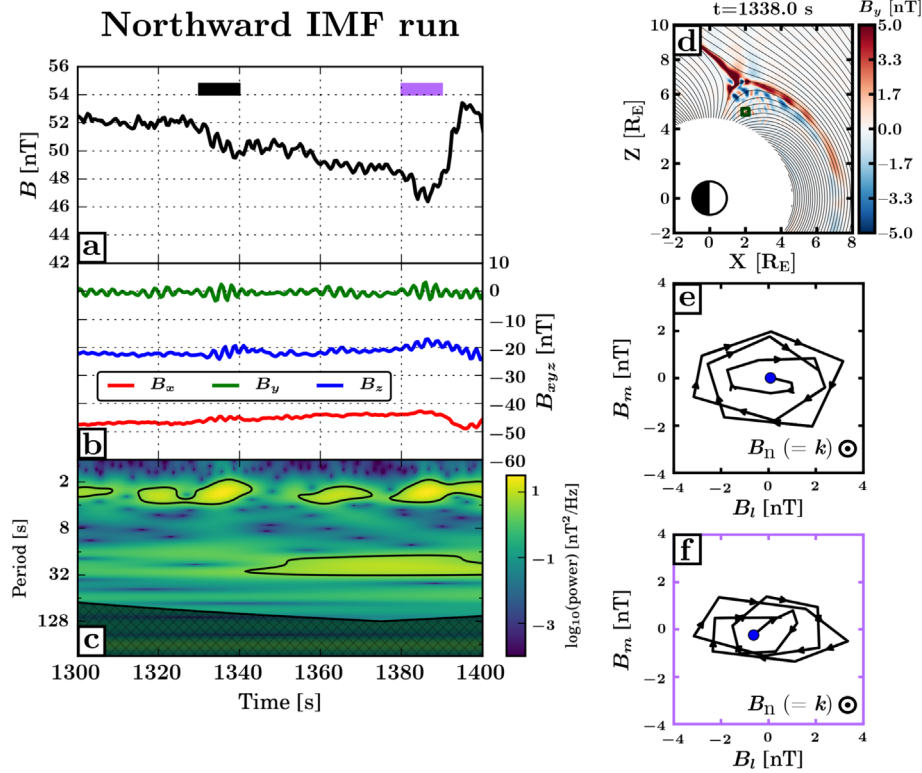 Northward IMF run
56
54
52
50
48
46
44
42
B [nT]
a
10
0
−10
−20
−30
−40
−50
−60
B_xyz [nT]
B_x
B_y
B_z
b
2
8
32
128
Period [s]
c
1
−1
−3
log₁₀(power) [nT²/Hz]
1300
1320
1340
1360
1380
1400
Time [s]
t=1338.0 s
d
10
8
6
4
2
0
−2
Z [R_E]
−2
0
2
4
6
8
X [R_E]
B_y [nT]
5.0
3.3
1.7
0.0
−1.7
−3.3
−5.0
e
4
2
0
−2
−4
B_m [nT]
−4
−2
0
2
4
B_l [nT]
B_n (= k)
f
4
2
0
−2
−4
B_m [nT]
−4
−2
0
2
4
B_l [nT]
B_n (= k)